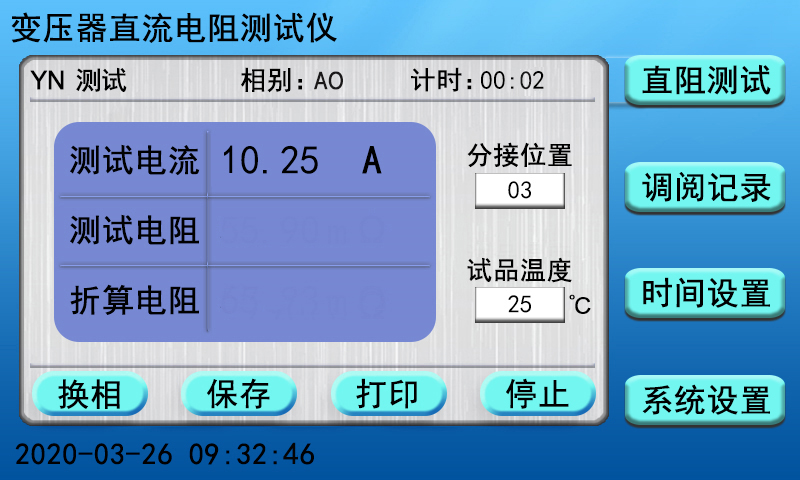 变压器直流电阻测试仪
YN 测试 相别：AO 计时：00:02
直阻测试
测试电流 10.25 A
分接位置
03
调阅记录
测试电阻
试品温度
25 ℃
时间设置
折算电阻
换相 保存 打印 停止
系统设置
2020-03-26 09:32:46